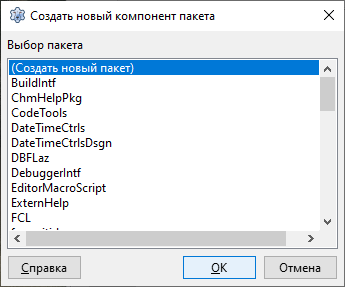 Создать новый компонент пакета
Выбор пакета
(Создать новый пакет)
BuildIntf
ChmHelpPkg
CodeTools
DateTimeCtrls
DateTimeCtrlsDsgn
DBFLaz
DebuggerIntf
EditorMacroScript
ExternHelp
FCL
Справка
OK
Отмена